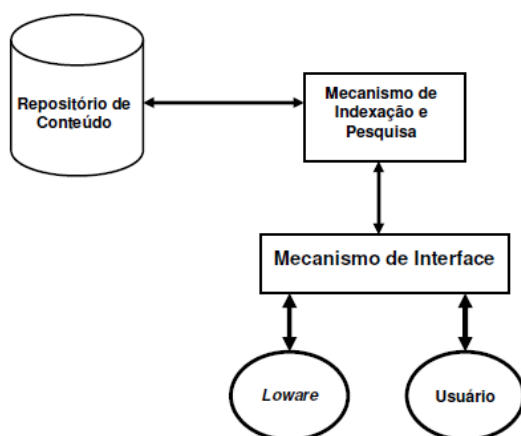 Repositório de
Conteúdo
Mecanismo de
Indexação e
Pesquisa
Mecanismo de Interface
Loware
Usuário